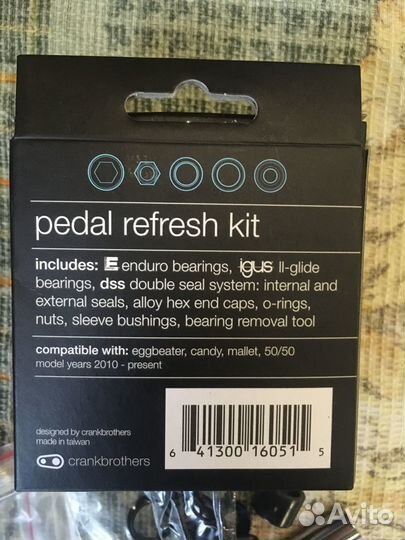 pedal refresh kit
includes: E enduro bearings, igus ll-glide
bearings, dss double seal system: internal and
external seals, alloy hex end caps, o-rings,
nuts, sleeve bushings, bearing removal tool
compatible with: eggbeater, candy, mallet, 50/50
model years 2010 - present
designed by crankbrothers
made in taiwan
crankbrothers
6 41300 16051 5
Avito